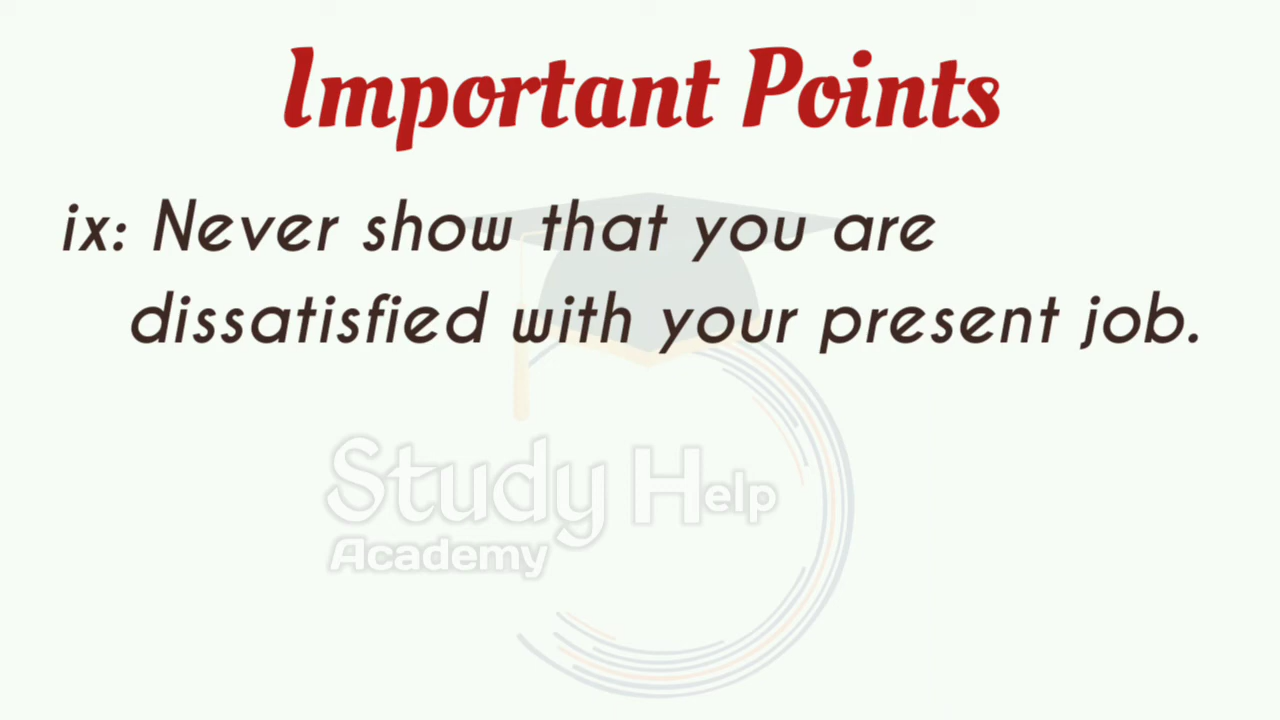 Important Points
ix: Never show that you are
dissatisfied with your present job.
Study Help
Academy